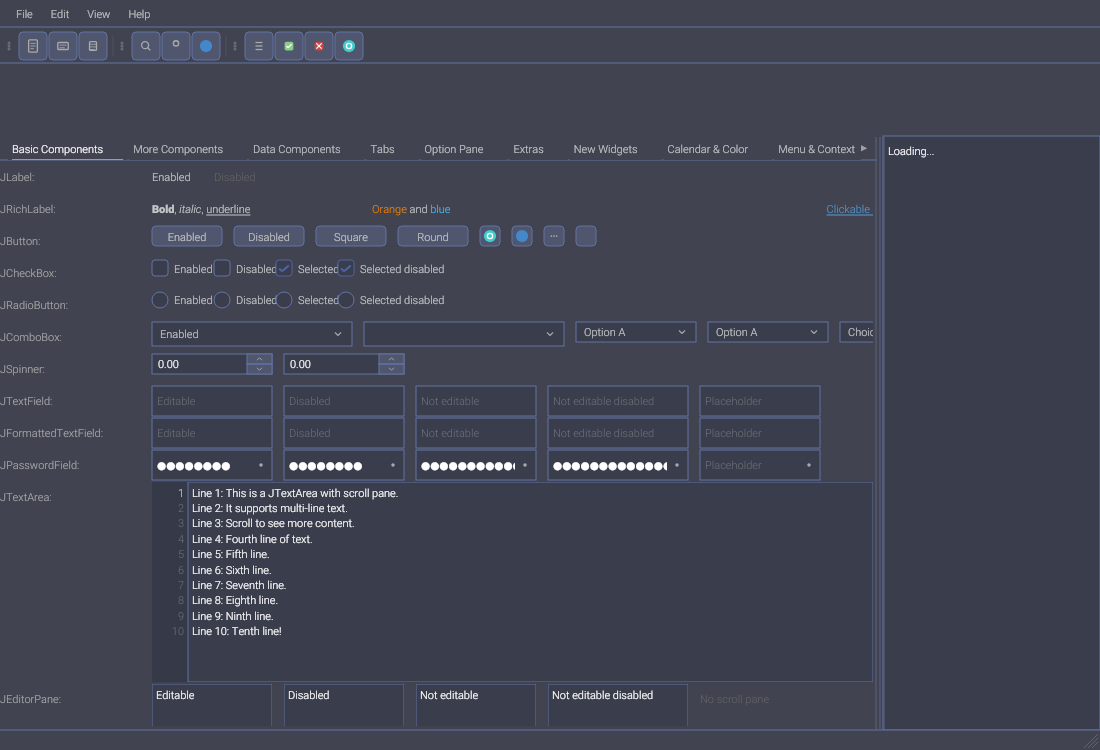 File Edit View Help
Basic Components More Components Data Components Tabs Option Pane Extras New Widgets Calendar & Color Menu & Context
Loading...
JLabel: Enabled Disabled
JRichLabel: Bold, italic, underline Orange and blue Clickable
JButton: Enabled Disabled Square Round ...
JCheckBox: Enabled Disabled Selected Selected disabled
JRadioButton: Enabled Disabled Selected Selected disabled
JComboBox: Enabled Option A Option A Choic
JSpinner: 0.00 0.00
JTextField: Editable Disabled Not editable Not editable disabled Placeholder
JFormattedTextField: Editable Disabled Not editable Not editable disabled Placeholder
JPasswordField: Placeholder
JTextArea:
1 Line 1: This is a JTextArea with scroll pane.
2 Line 2: It supports multi-line text.
3 Line 3: Scroll to see more content.
4 Line 4: Fourth line of text.
5 Line 5: Fifth line.
6 Line 6: Sixth line.
7 Line 7: Seventh line.
8 Line 8: Eighth line.
9 Line 9: Ninth line.
10 Line 10: Tenth line!
JEditorPane: Editable Disabled Not editable Not editable disabled No scroll pane